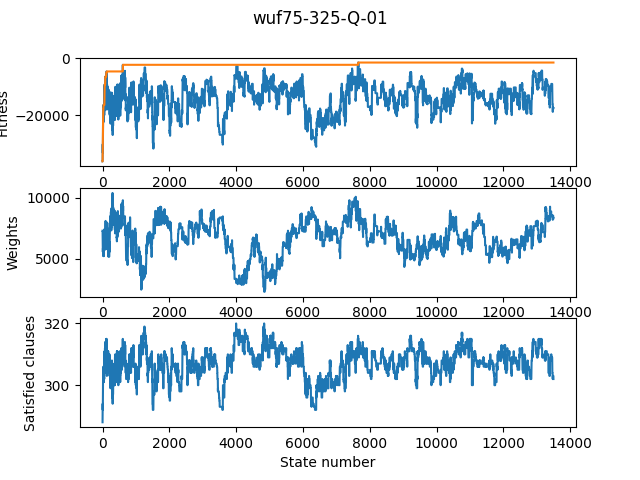 wuf75-325-Q-01
Fitness
0
−20000
0 2000 4000 6000 8000 10000 12000 14000
Weights
10000
5000
0 2000 4000 6000 8000 10000 12000 14000
Satisfied clauses
320
300
0 2000 4000 6000 8000 10000 12000 14000
State number